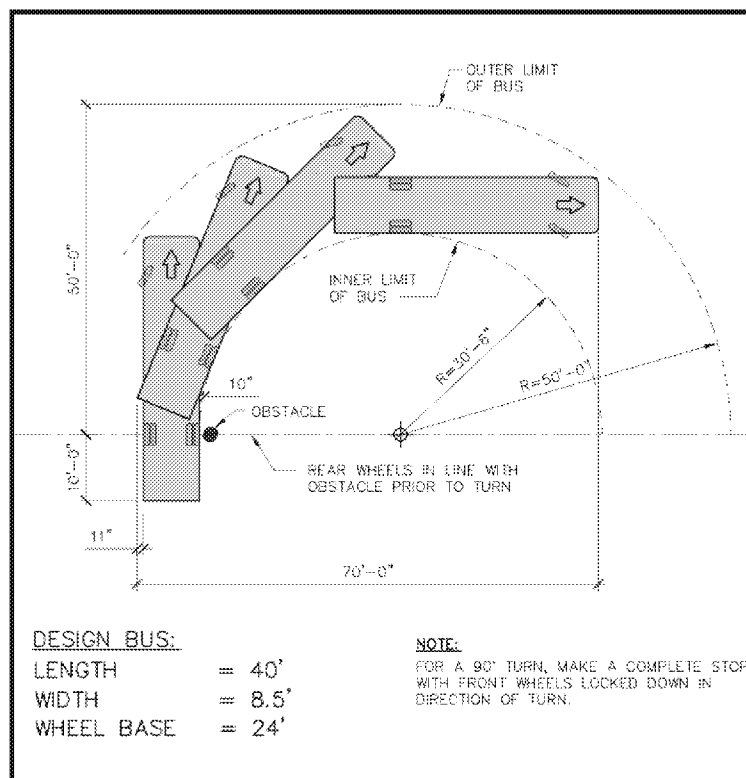 OUTER LIMIT
OF BUS
50'-0"
INNER LIMIT
OF BUS
R=30'-6"
R=50'-0"
10"
OBSTACLE
10'-0"
REAR WHEELS IN LINE WITH
OBSTACLE PRIOR TO TURN
11"
70'-0"
DESIGN BUS:
LENGTH = 40'
WIDTH = 8.5'
WHEEL BASE = 24'
NOTE:
FOR A 90° TURN, MAKE A COMPLETE STOP
WITH FRONT WHEELS LOCKED DOWN IN
DIRECTION OF TURN.